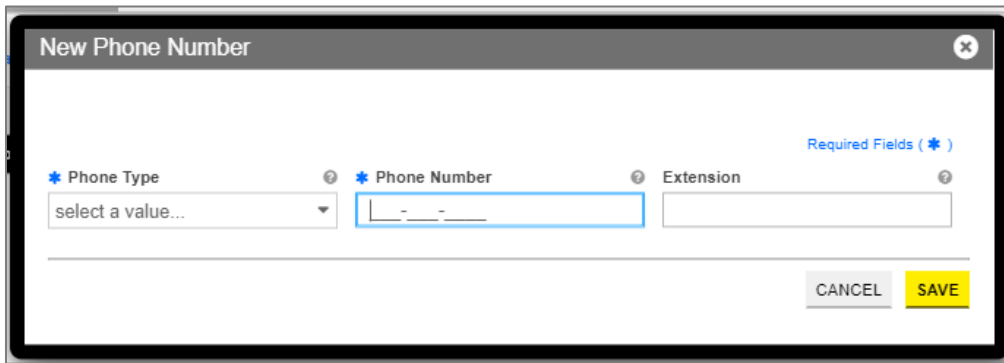 New Phone Number
Required Fields ( * )
* Phone Type
* Phone Number
Extension
select a value...
___-___-____
CANCEL
SAVE